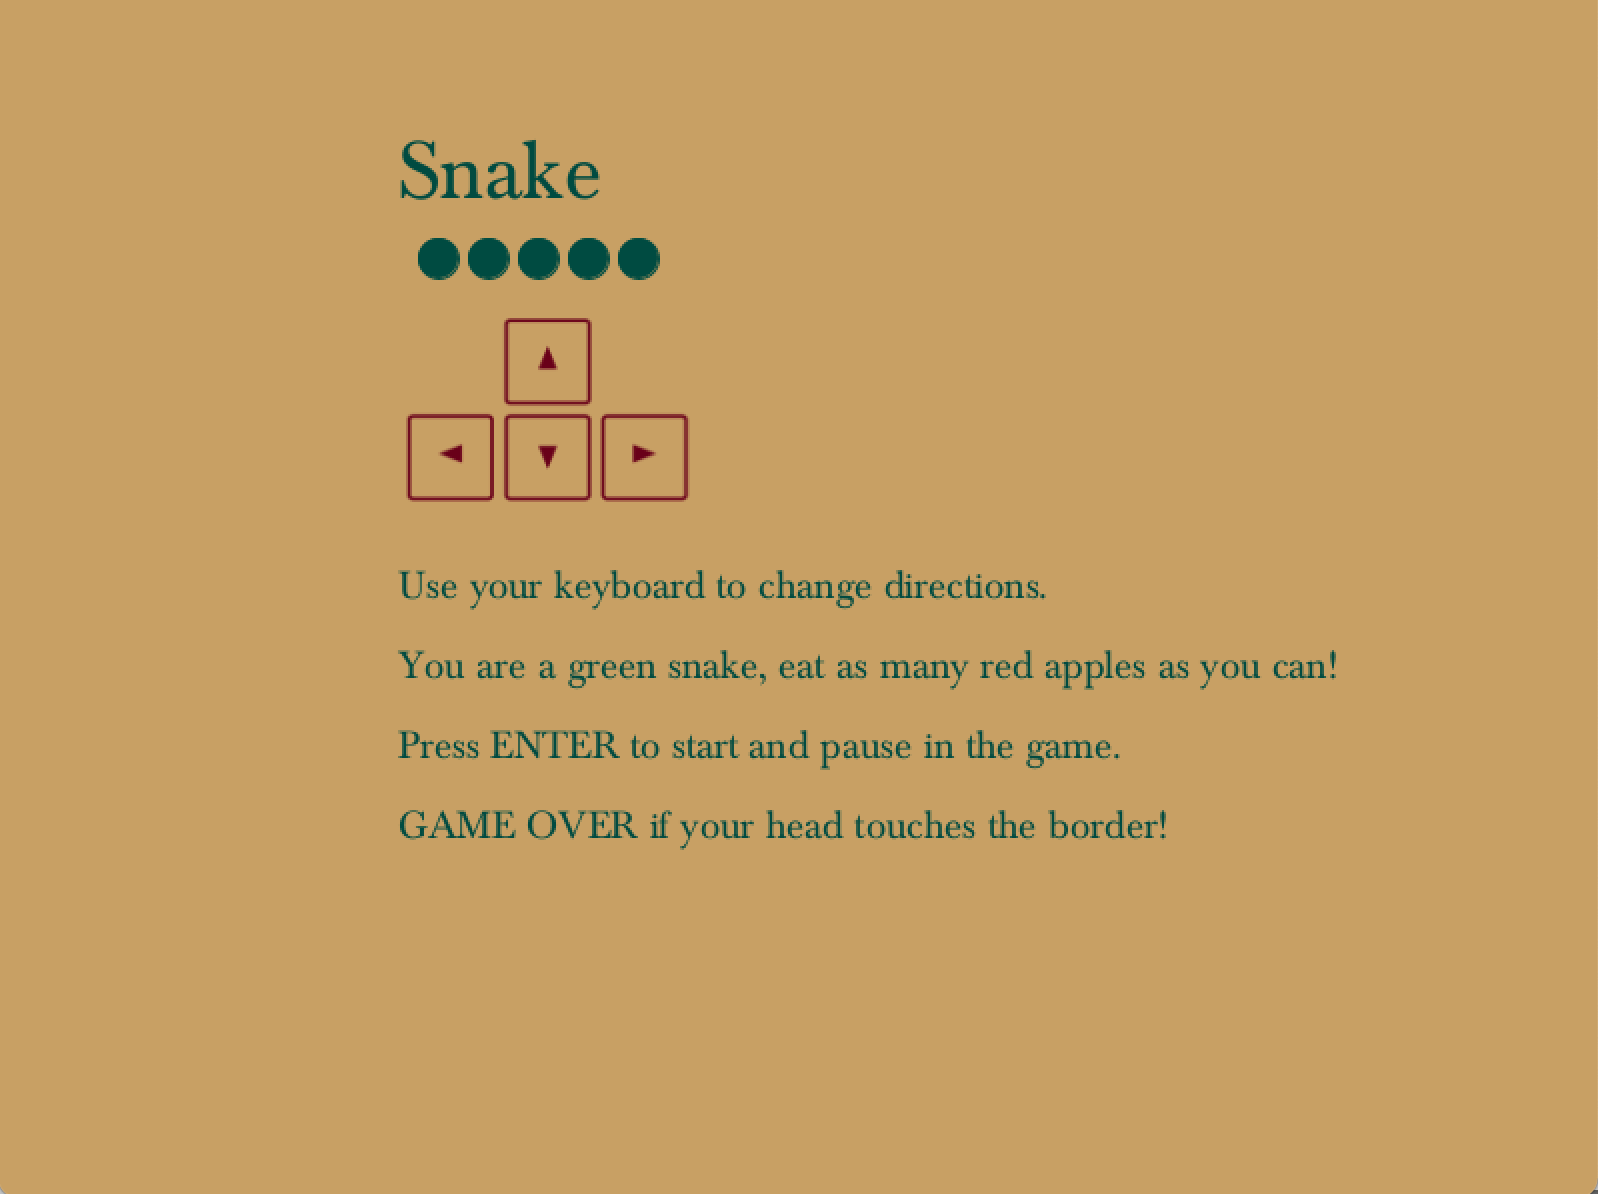 Snake
Use your keyboard to change directions.
You are a green snake, eat as many red apples as you can!
Press ENTER to start and pause in the game.
GAME OVER if your head touches the border!